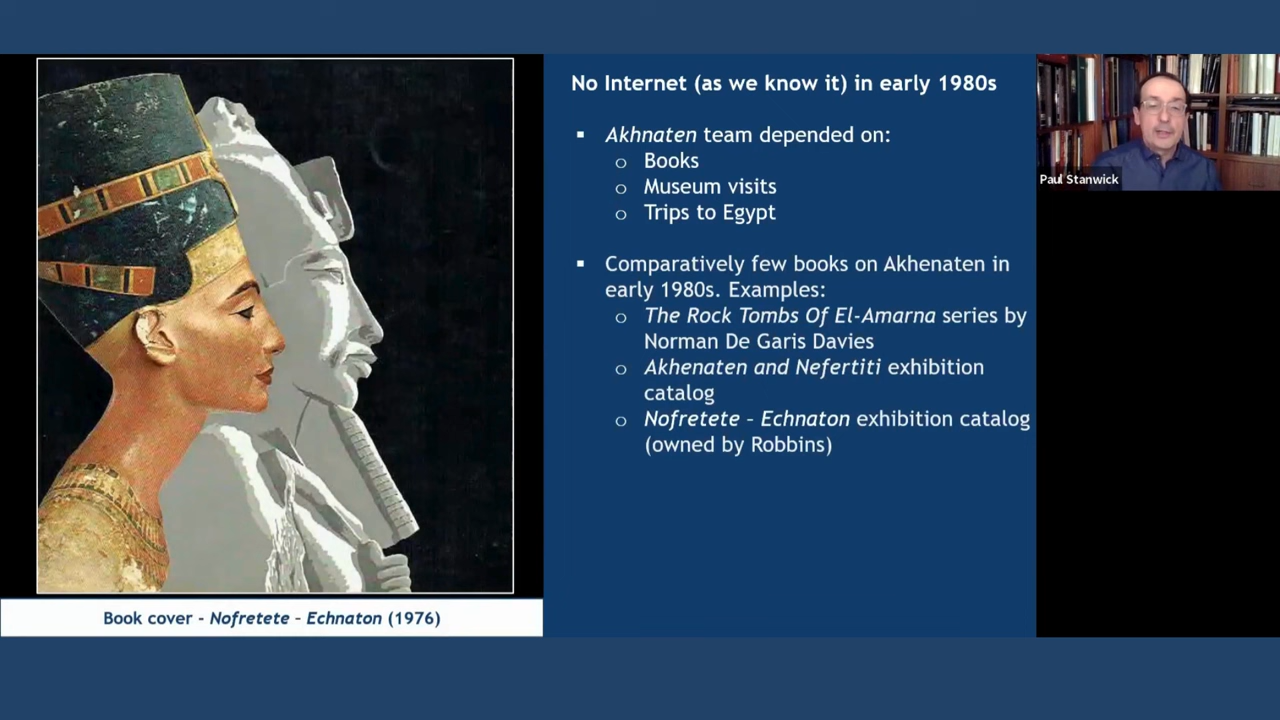 No Internet (as we know it) in early 1980s
▪ Akhnaten team depended on:
o Books
o Museum visits
o Trips to Egypt
▪ Comparatively few books on Akhenaten in
early 1980s. Examples:
o The Rock Tombs Of El-Amarna series by
Norman De Garis Davies
o Akhenaten and Nefertiti exhibition
catalog
o Nofretete – Echnaton exhibition catalog
(owned by Robbins)
Book cover - Nofretete – Echnaton (1976)
Paul Stanwick